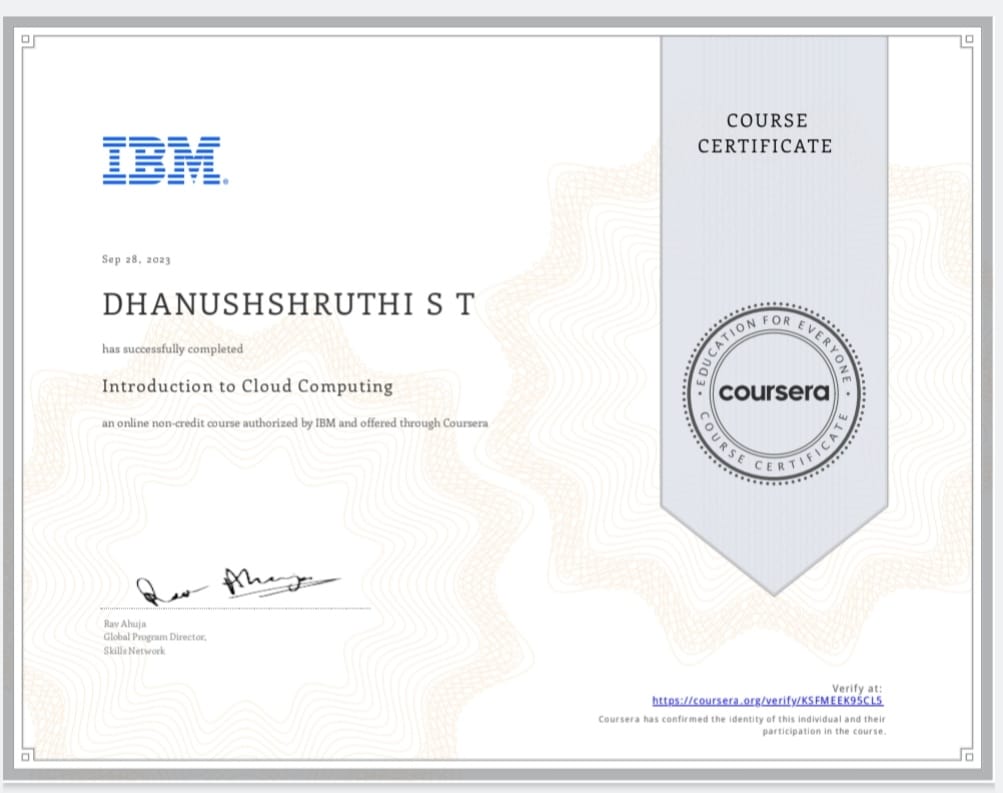 IBM®
Sep 28, 2023
DHANUSHSHRUTHI S T
has successfully completed
Introduction to Cloud Computing
an online non-credit course authorized by IBM and offered through Coursera
Rav Ahuja
Global Program Director,
Skills Network
COURSE
CERTIFICATE
EDUCATION FOR EVERYONE
coursera
COURSE CERTIFICATE
Verify at:
https://coursera.org/verify/KSFMEEK95CL5
Coursera has confirmed the identity of this individual and their
participation in the course.